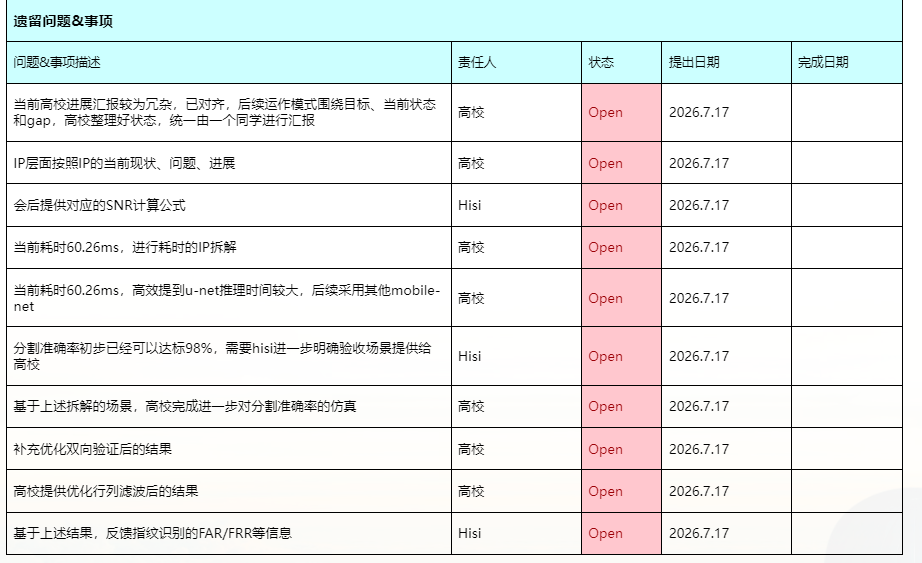 遗留问题&事项
问题&事项描述 责任人 状态 提出日期 完成日期
当前高校进展汇报较为冗杂，已对齐，后续运作模式围绕目标、当前状态
和gap，高校整理好状态，统一由一个同学进行汇报 高校 Open 2026.7.17
IP层面按照IP的当前现状、问题、进展 高校 Open 2026.7.17
会后提供对应的SNR计算公式 Hisi Open 2026.7.17
当前耗时60.26ms，进行耗时的IP拆解 高校 Open 2026.7.17
当前耗时60.26ms，高效提到u-net推理时间较大，后续采用其他mobile-
net 高校 Open 2026.7.17
分割准确率初步已经可以达标98%，需要hisi进一步明确验收场景提供给
高校 Hisi Open 2026.7.17
基于上述拆解的场景，高校完成进一步对分割准确率的仿真 高校 Open 2026.7.17
补充优化双向验证后的结果 高校 Open 2026.7.17
高校提供优化行列滤波后的结果 高校 Open 2026.7.17
基于上述结果，反馈指纹识别的FAR/FRR等信息 Hisi Open 2026.7.17